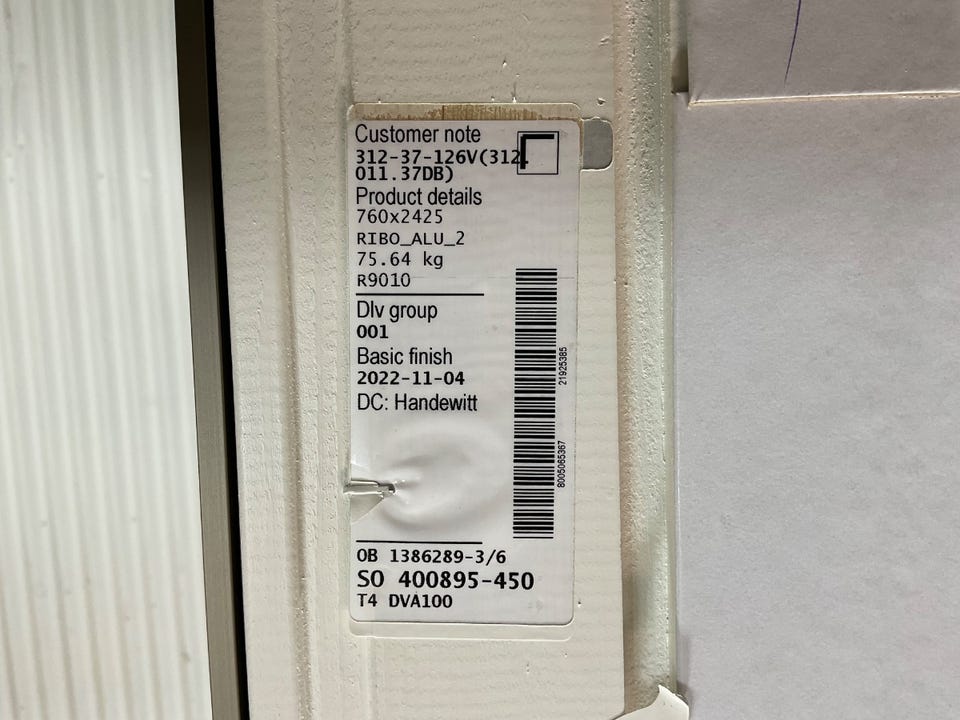 Customer note
312-37-126V(312.
011.37DB)
Product details
760x2425
RIBO_ALU_2
75.64 kg
R9010
Dlv group
001
Basic finish
2022-11-04
DC: Handewitt
21925385
8005065367
OB 1386289-3/6
SO 400895-450
T4 DVA100